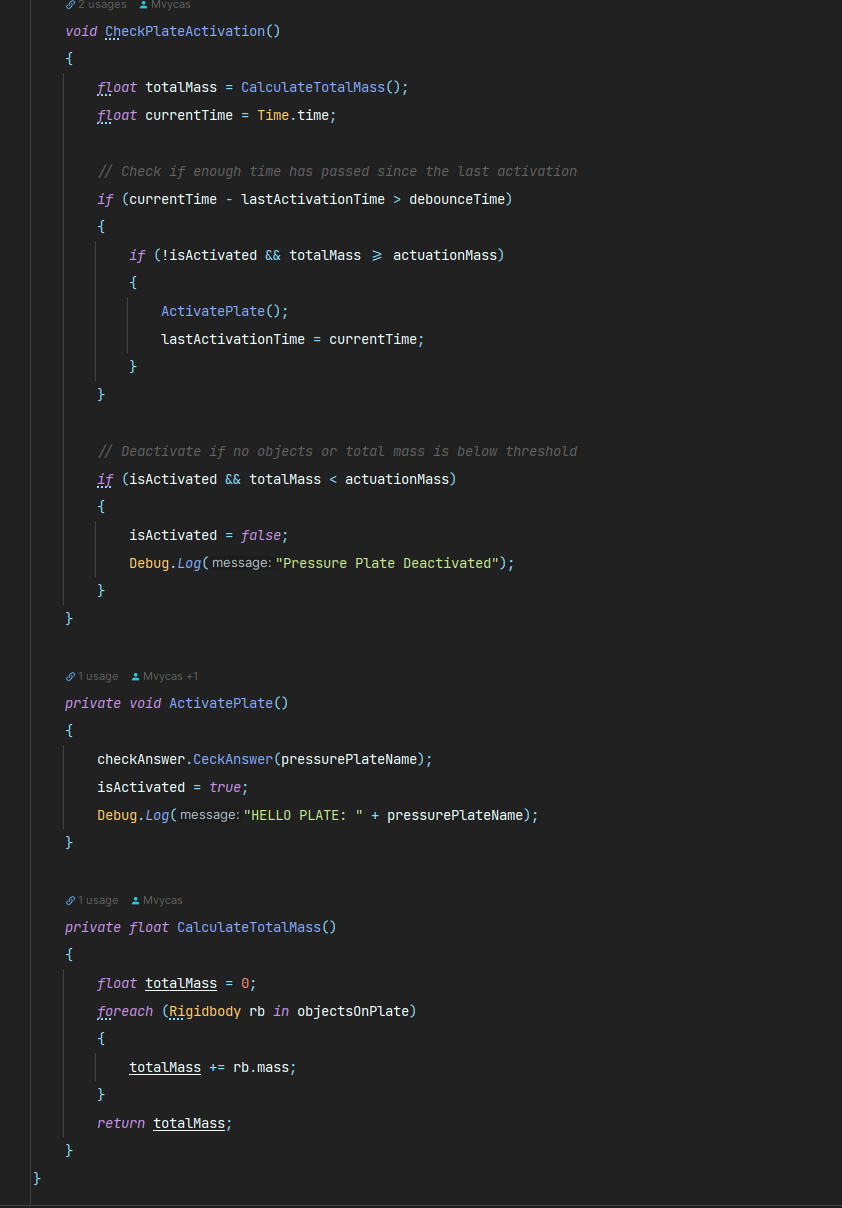 2 usages Mvycas
void CheckPlateActivation()
{
float totalMass = CalculateTotalMass();
float currentTime = Time.time;
// Check if enough time has passed since the last activation
if (currentTime - lastActivationTime > debounceTime)
{
if (!isActivated && totalMass ⩾ actuationMass)
{
ActivatePlate();
lastActivationTime = currentTime;
}
}
// Deactivate if no objects or total mass is below threshold
if (isActivated && totalMass < actuationMass)
{
isActivated = false;
Debug.Log(message: "Pressure Plate Deactivated");
}
}
1 usage Mvycas +1
private void ActivatePlate()
{
checkAnswer.CeckAnswer(pressurePlateName);
isActivated = true;
Debug.Log(message: "HELLO PLATE: " + pressurePlateName);
}
1 usage Mvycas
private float CalculateTotalMass()
{
float totalMass = 0;
foreach (Rigidbody rb in objectsOnPlate)
{
totalMass += rb.mass;
}
return totalMass;
}
}